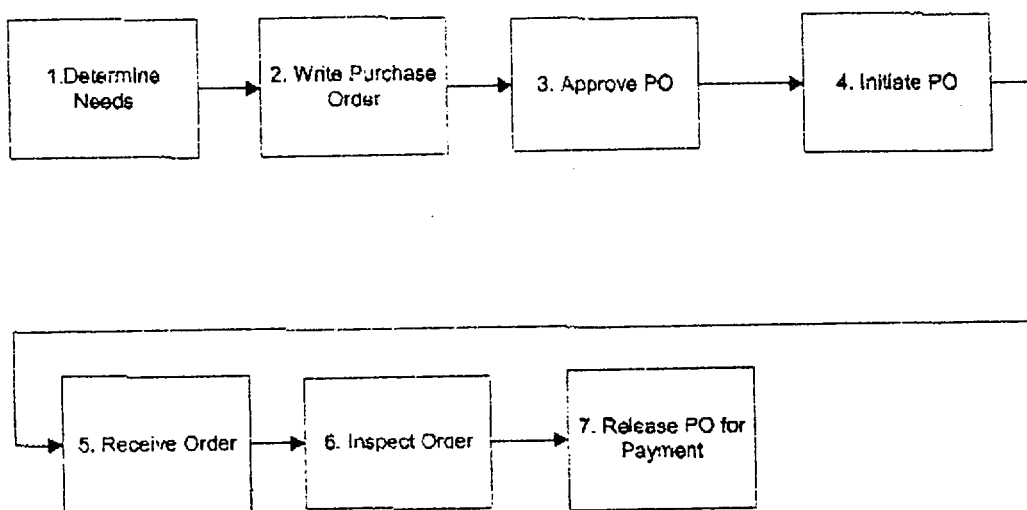 1.Determine
Needs
2. Write Purchase
Order
3. Approve PO
4. Initiate PO
5. Receive Order
6. Inspect Order
7. Release PO for
Payment